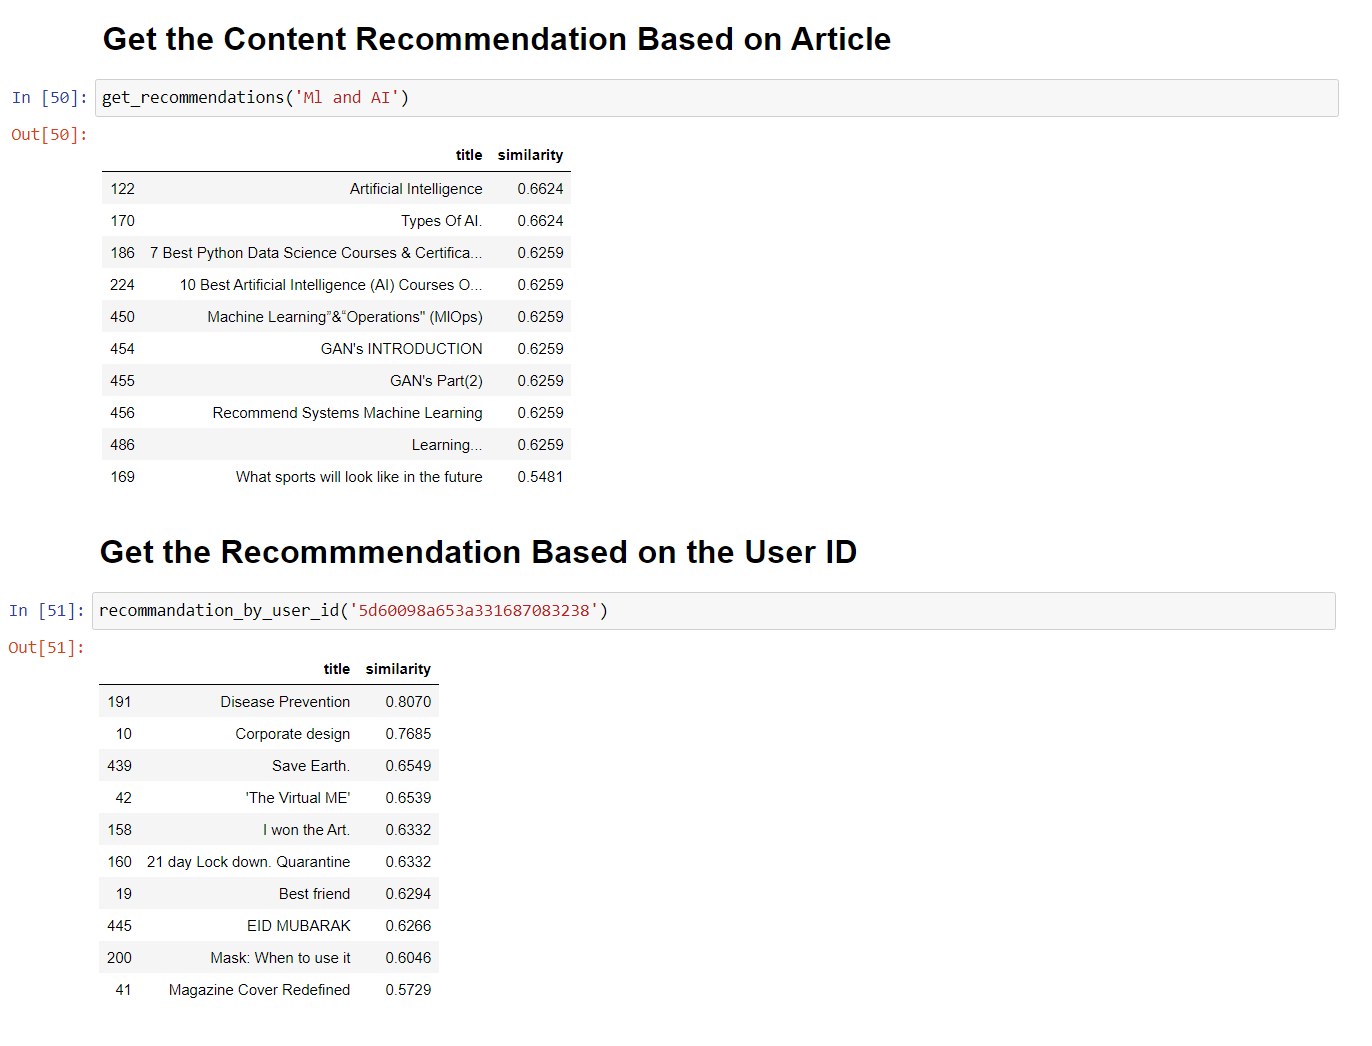 Get the Content Recommendation Based on Article
In [50]: get_recommendations('Ml and AI')
Out[50]:
title similarity
122 Artificial Intelligence 0.6624
170 Types Of AI. 0.6624
186 7 Best Python Data Science Courses & Certifica... 0.6259
224 10 Best Artificial Intelligence (AI) Courses O... 0.6259
450 Machine Learning”&“Operations" (MlOps) 0.6259
454 GAN's INTRODUCTION 0.6259
455 GAN's Part(2) 0.6259
456 Recommend Systems Machine Learning 0.6259
486 Learning... 0.6259
169 What sports will look like in the future 0.5481
Get the Recommmendation Based on the User ID
In [51]: recommandation_by_user_id('5d60098a653a331687083238')
Out[51]:
title similarity
191 Disease Prevention 0.8070
10 Corporate design 0.7685
439 Save Earth. 0.6549
42 'The Virtual ME' 0.6539
158 I won the Art. 0.6332
160 21 day Lock down. Quarantine 0.6332
19 Best friend 0.6294
445 EID MUBARAK 0.6266
200 Mask: When to use it 0.6046
41 Magazine Cover Redefined 0.5729